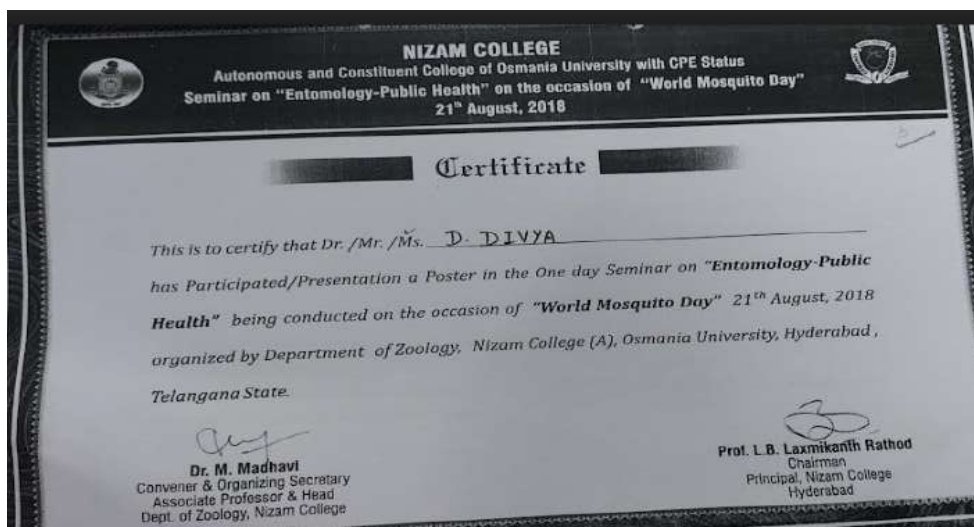 NIZAM COLLEGE
Autonomous and Constituent College of Osmania University with CPE Status
Seminar on "Entomology-Public Health" on the occasion of "World Mosquito Day"
21th August, 2018
Certificate
This is to certify that Dr. /Mr. /Ms. D. DIVYA
has Participated/Presentation a Poster in the One day Seminar on "Entomology-Public
Health" being conducted on the occasion of "World Mosquito Day" 21th August, 2018
organized by Department of Zoology, Nizam College (A), Osmania University, Hyderabad,
Telangana State.
Dr. M. Madhavi
Convener & Organizing Secretary
Associate Professor & Head
Dept. of Zoology, Nizam College
Prof. L.B. Laxmikanth Rathod
Chairman
Principal, Nizam College
Hyderabad